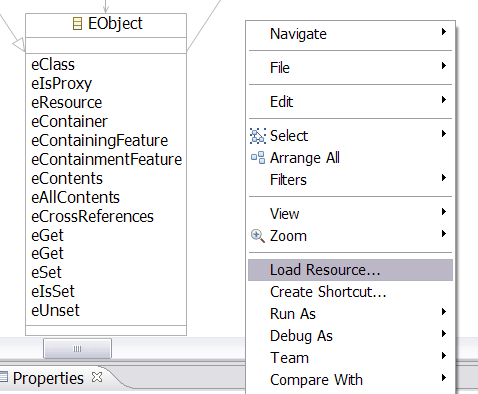 EObject
eClass
eIsProxy
eResource
eContainer
eContainingFeature
eContainmentFeature
eContents
eAllContents
eCrossReferences
eGet
eGet
eSet
eIsSet
eUnset
Properties
Navigate
File
Edit
Select
Arrange All
Filters
View
Zoom
Load Resource...
Create Shortcut...
Run As
Debug As
Team
Compare With